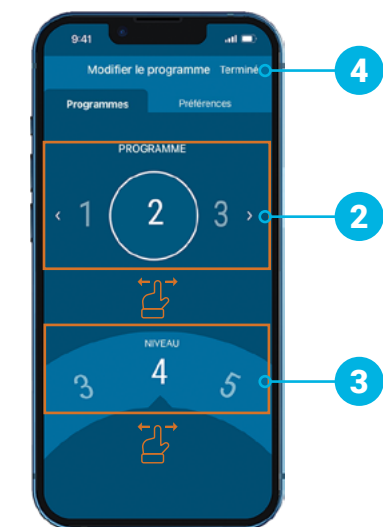 9:41
Modifier le programme Terminé
4
Programmes Préférences
PROGRAMME
‹ 1 2 3 ›
2
NIVEAU
3 4 5
3